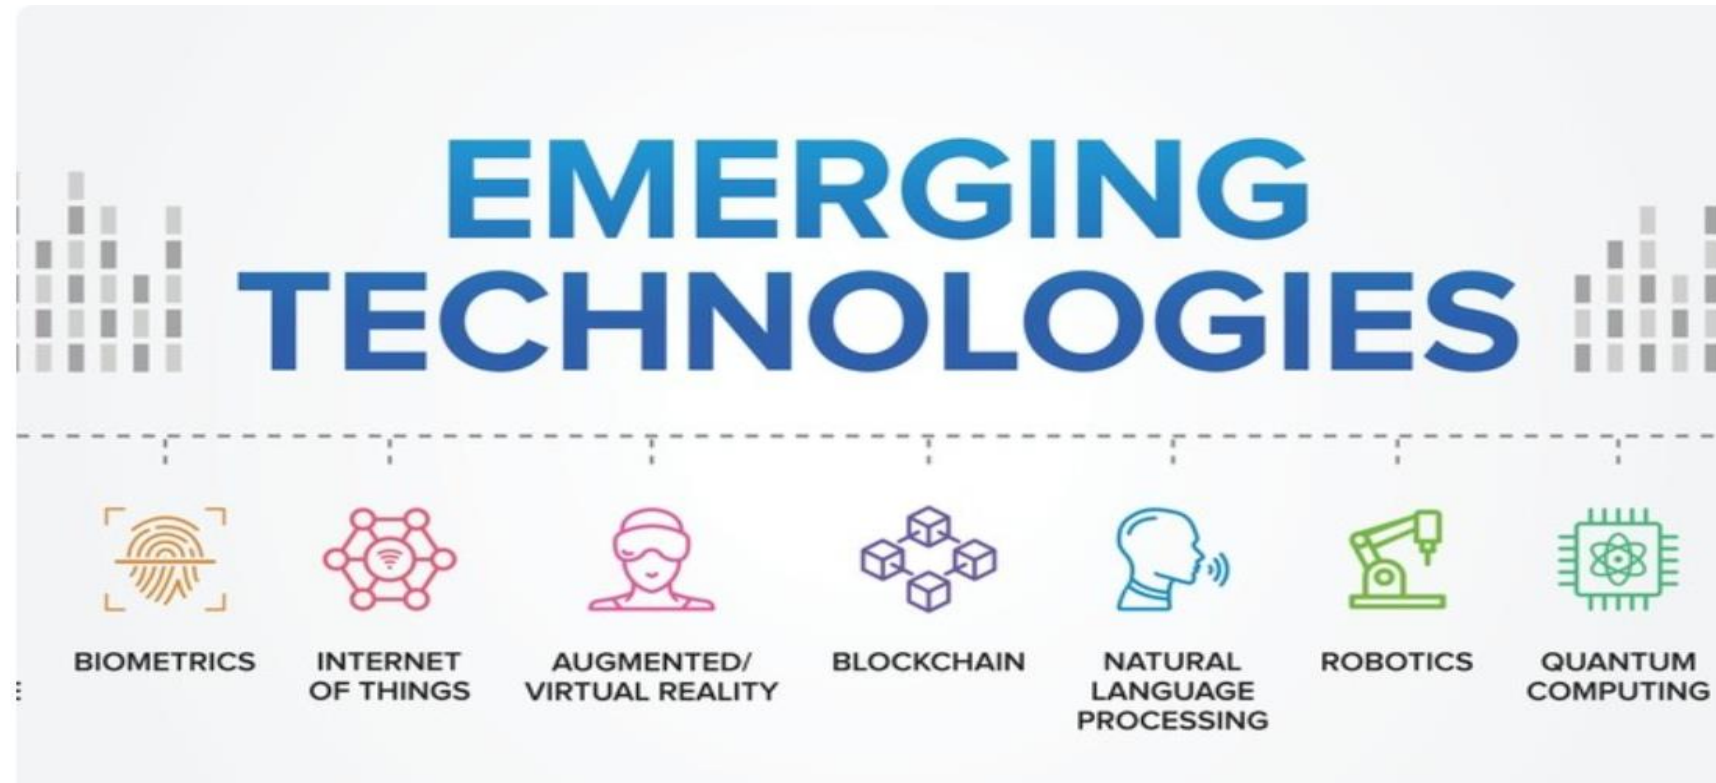 EMERGING
TECHNOLOGIES
BIOMETRICS
INTERNET
OF THINGS
AUGMENTED/
VIRTUAL REALITY
BLOCKCHAIN
NATURAL
LANGUAGE
PROCESSING
ROBOTICS
QUANTUM
COMPUTING